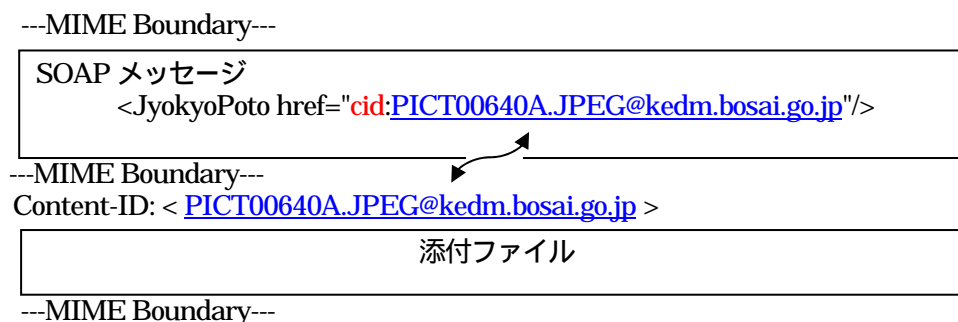 ---MIME Boundary---
SOAP メッセージ
<JyokyoPoto href="cid:PICT00640A.JPEG@kedm.bosai.go.jp"/>
---MIME Boundary---
Content-ID: < PICT00640A.JPEG@kedm.bosai.go.jp >
添付ファイル
---MIME Boundary---